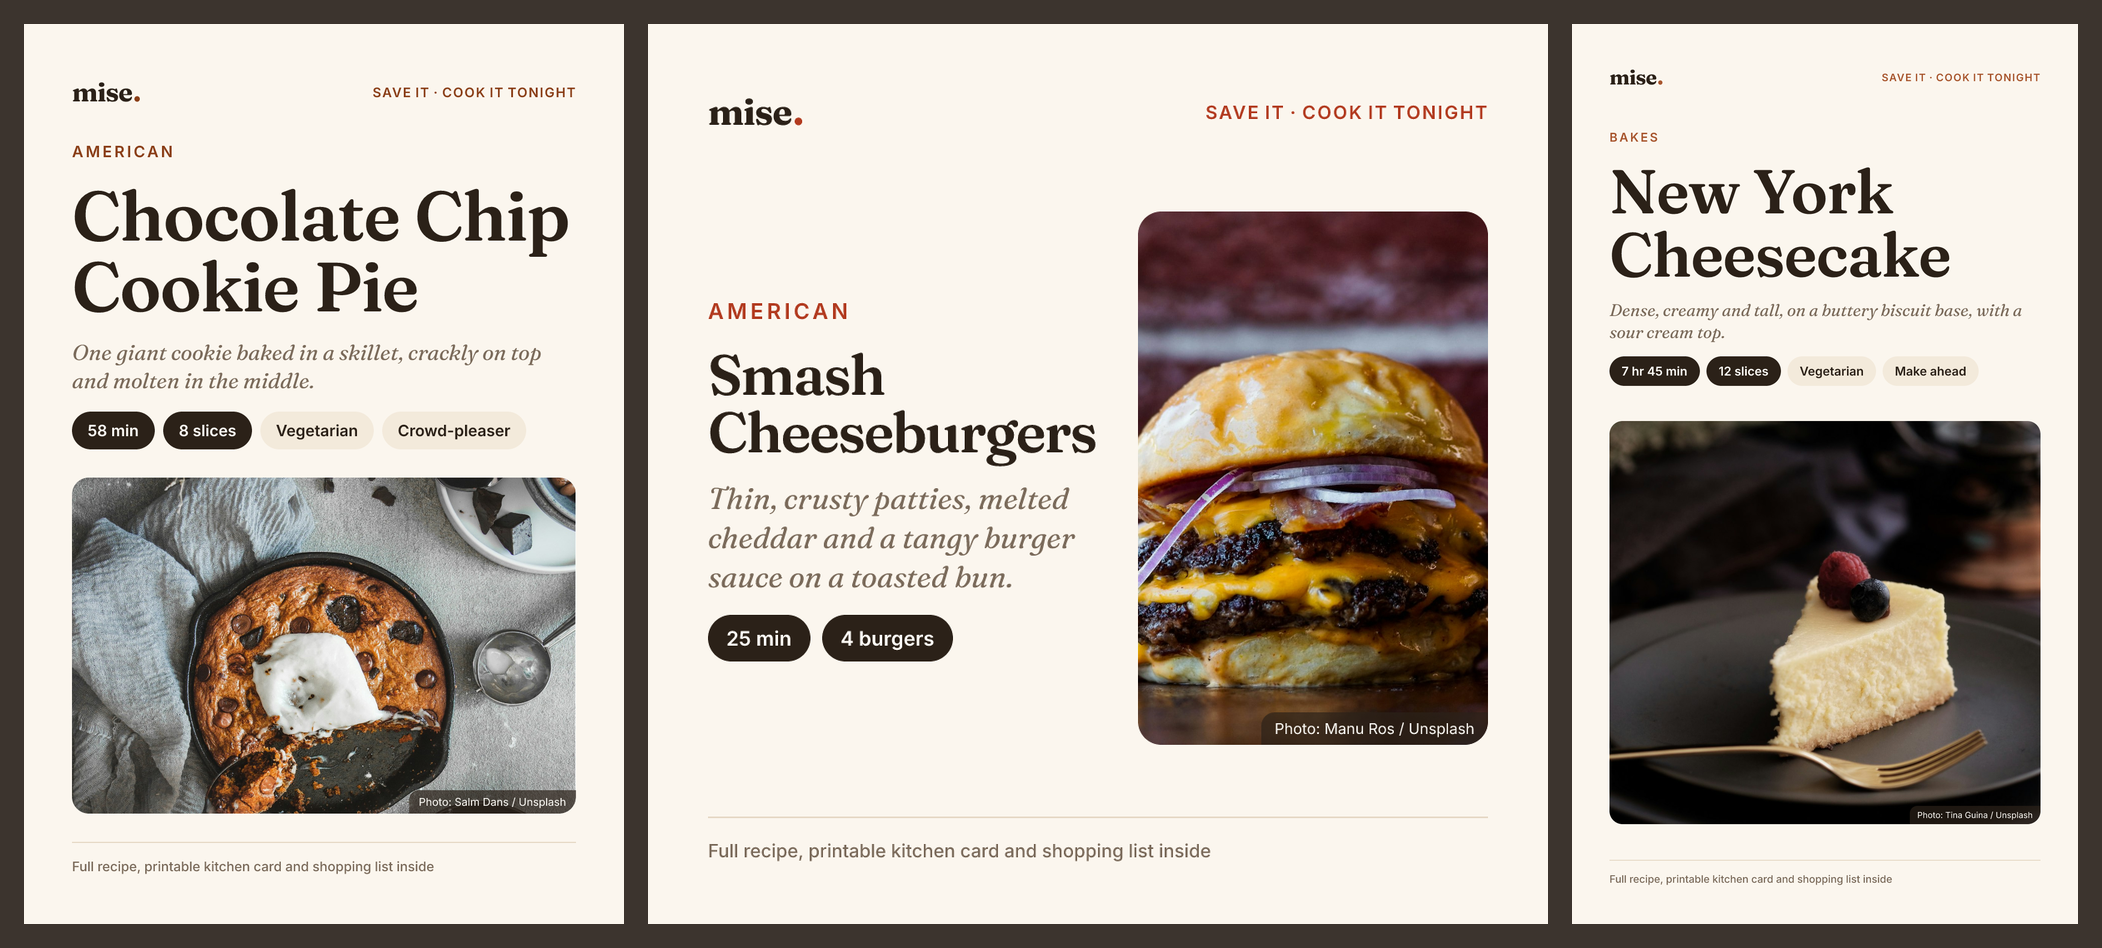 mise.
SAVE IT · COOK IT TONIGHT
AMERICAN
Chocolate Chip
Cookie Pie
One giant cookie baked in a skillet, crackly on top
and molten in the middle.
58 min
8 slices
Vegetarian
Crowd-pleaser
Photo: Salm Dans / Unsplash
Full recipe, printable kitchen card and shopping list inside
mise.
SAVE IT · COOK IT TONIGHT
AMERICAN
Smash
Cheeseburgers
Thin, crusty patties, melted
cheddar and a tangy burger
sauce on a toasted bun.
25 min
4 burgers
Photo: Manu Ros / Unsplash
Full recipe, printable kitchen card and shopping list inside
mise.
SAVE IT · COOK IT TONIGHT
BAKES
New York
Cheesecake
Dense, creamy and tall, on a buttery biscuit base, with a
sour cream top.
7 hr 45 min
12 slices
Vegetarian
Make ahead
Photo: Tina Guina / Unsplash
Full recipe, printable kitchen card and shopping list inside